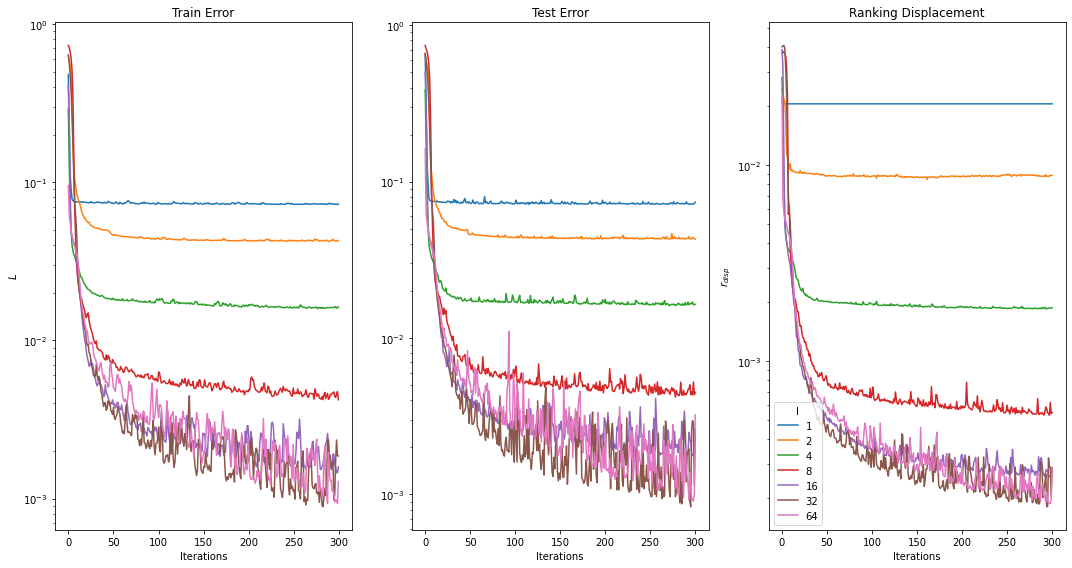 Train Error
Test Error
Ranking Displacement
10⁰
10⁻¹
10⁻²
10⁻³
L
0 50 100 150 200 250 300
Iterations
10⁰
10⁻¹
10⁻²
10⁻³
0 50 100 150 200 250 300
Iterations
10⁻²
10⁻³
r_disp
l
1
2
4
8
16
32
64
0 50 100 150 200 250 300
Iterations